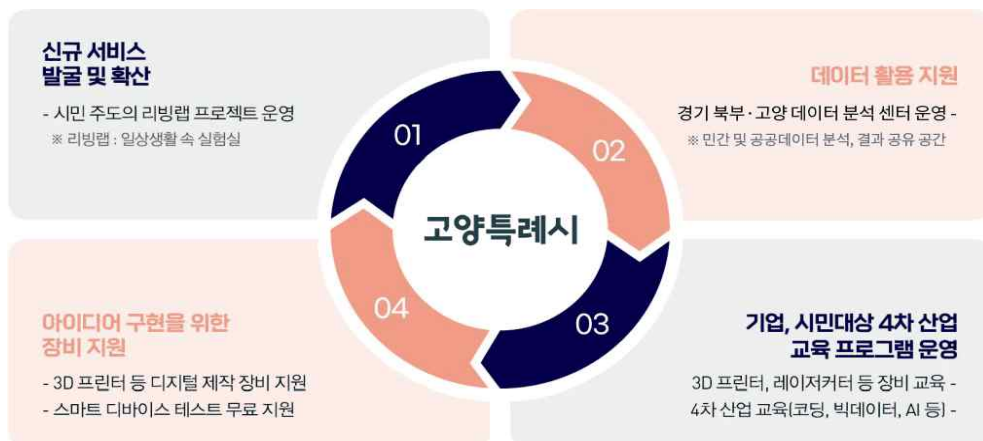 신규 서비스
발굴 및 확산
- 시민 주도의 리빙랩 프로젝트 운영
※ 리빙랩 : 일상생활 속 실험실
01
데이터 활용 지원
경기 북부·고양 데이터 분석 센터 운영 -
※ 민간 및 공공데이터 분석, 결과 공유 공간
02
고양특례시
아이디어 구현을 위한
장비 지원
- 3D 프린터 등 디지털 제작 장비 지원
- 스마트 디바이스 테스트 무료 지원
04
기업, 시민대상 4차 산업
교육 프로그램 운영
3D 프린터, 레이저커터 등 장비 교육 -
4차 산업 교육(코딩, 빅데이터, AI 등) -
03